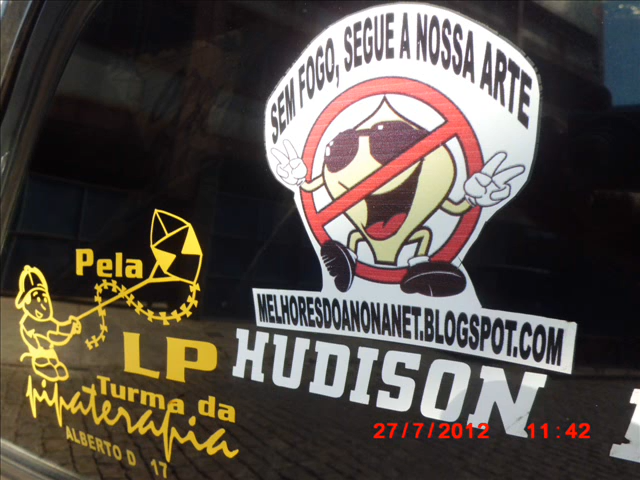 SEM FOGO, SEGUE A NOSSA ARTE
MELHORESDOANONANET.BLOGSPOT.COM
Pela
LP HUDISON
Turma da
pipaterapia
ALBERTO D 17
27/7/2012 11:42